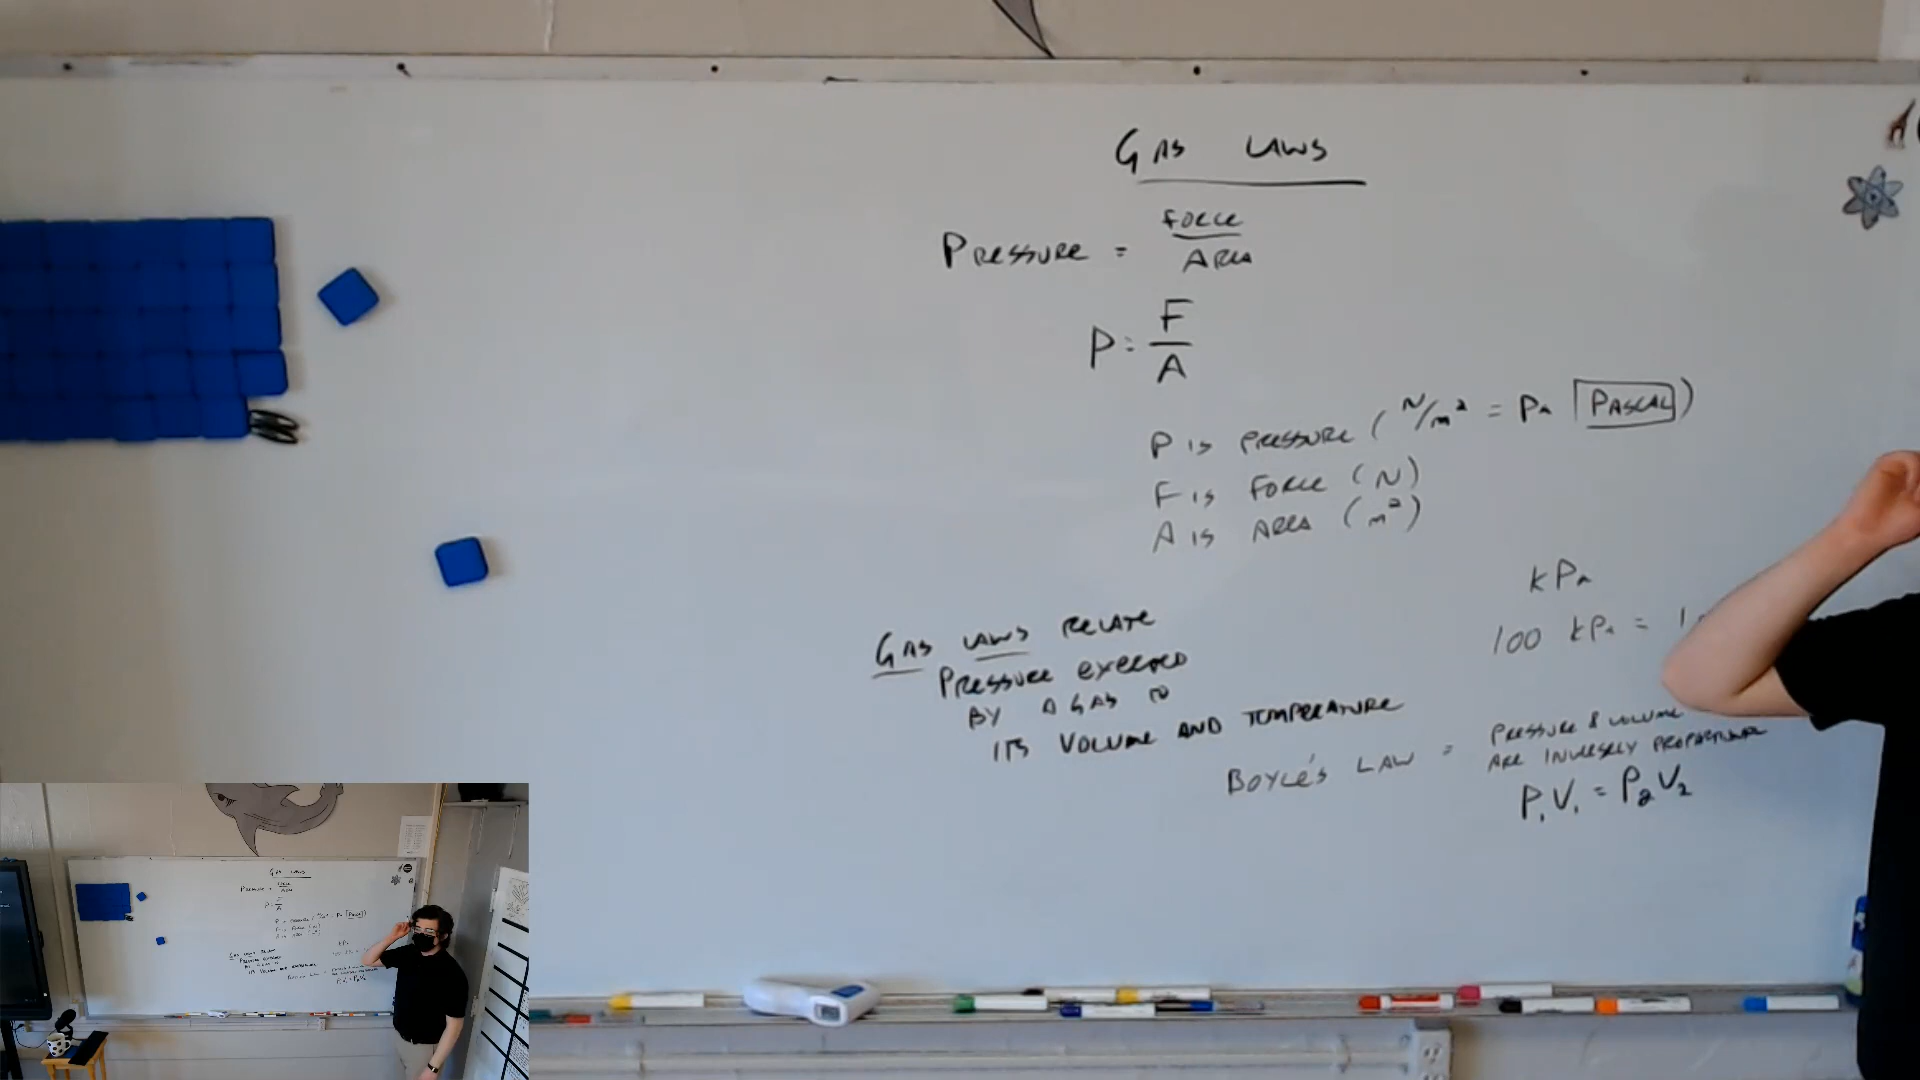 GAS LAWS
PRESSURE = FORCE / AREA
P = F / A
P IS PRESSURE ( N/m² = Pa [PASCAL] )
F IS FORCE (N)
A IS AREA (m²)
kPa
100 kPa = 1
GAS LAWS RELATE
PRESSURE EXERTED
BY A GAS TO
ITS VOLUME AND TEMPERATURE
BOYLE'S LAW = PRESSURE & VOLUME
ARE INVERSELY PROPORTIONAL
P₁V₁ = P₂V₂